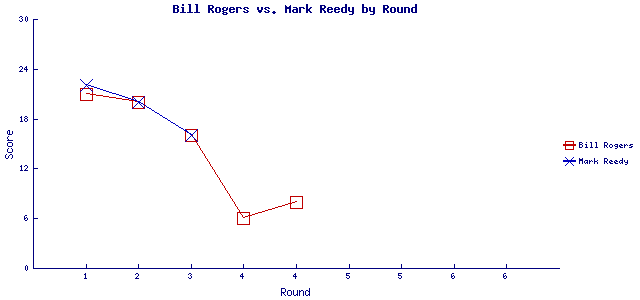 Bill Rogers vs. Mark Reedy by Round
30
24
18
12
6
0
Score
1 2 3 4 4 5 5 6 6
Round
Bill Rogers
Mark Reedy